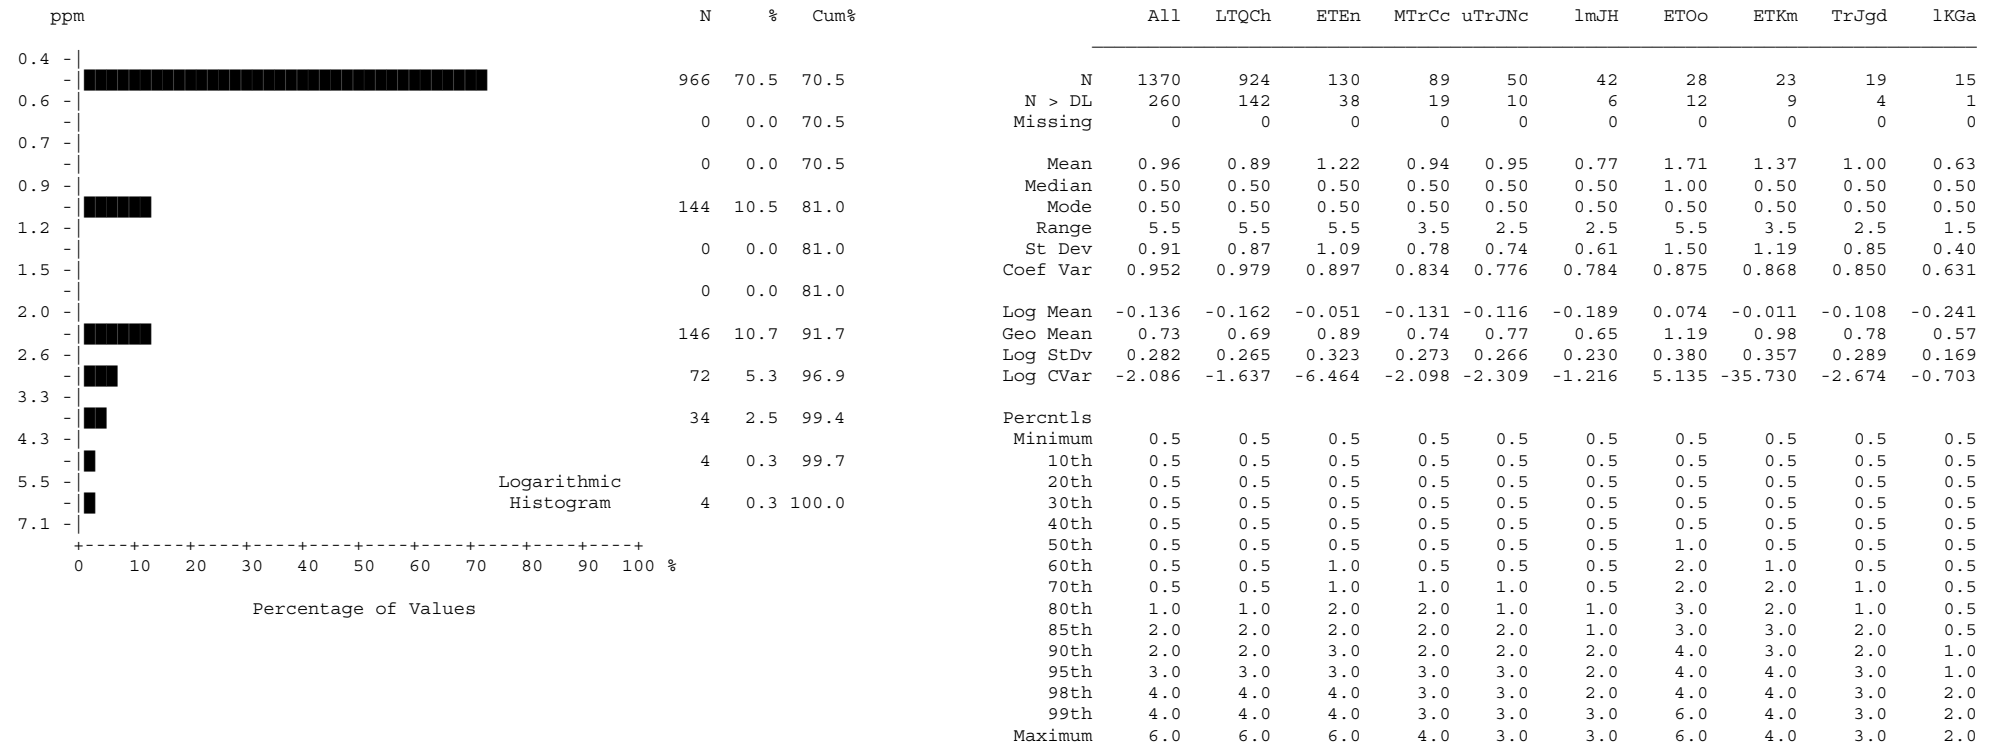 ppm N % Cum% All LTQCh ETEn MTrCc uTrJNc lmJH ETOo ETKm TrJgd lKGa
0.4
966 70.5 70.5 N 1370 924 130 89 50 42 28 23 19 15
0.6 N > DL 260 142 38 19 10 6 12 9 4 1
0 0.0 70.5 Missing 0 0 0 0 0 0 0 0 0 0
0.7
0 0.0 70.5 Mean 0.96 0.89 1.22 0.94 0.95 0.77 1.71 1.37 1.00 0.63
0.9 Median 0.50 0.50 0.50 0.50 0.50 0.50 1.00 0.50 0.50 0.50
144 10.5 81.0 Mode 0.50 0.50 0.50 0.50 0.50 0.50 0.50 0.50 0.50 0.50
1.2 Range 5.5 5.5 5.5 3.5 2.5 2.5 5.5 3.5 2.5 1.5
0 0.0 81.0 St Dev 0.91 0.87 1.09 0.78 0.74 0.61 1.50 1.19 0.85 0.40
1.5 Coef Var 0.952 0.979 0.897 0.834 0.776 0.784 0.875 0.868 0.850 0.631
0 0.0 81.0
2.0 Log Mean -0.136 -0.162 -0.051 -0.131 -0.116 -0.189 0.074 -0.011 -0.108 -0.241
146 10.7 91.7 Geo Mean 0.73 0.69 0.89 0.74 0.77 0.65 1.19 0.98 0.78 0.57
2.6 Log StDv 0.282 0.265 0.323 0.273 0.266 0.230 0.380 0.357 0.289 0.169
72 5.3 96.9 Log CVar -2.086 -1.637 -6.464 -2.098 -2.309 -1.216 5.135 -35.730 -2.674 -0.703
3.3
34 2.5 99.4 Percntls
4.3 Minimum 0.5 0.5 0.5 0.5 0.5 0.5 0.5 0.5 0.5 0.5
4 0.3 99.7 10th 0.5 0.5 0.5 0.5 0.5 0.5 0.5 0.5 0.5 0.5
5.5 Logarithmic 20th 0.5 0.5 0.5 0.5 0.5 0.5 0.5 0.5 0.5 0.5
Histogram 4 0.3 100.0 30th 0.5 0.5 0.5 0.5 0.5 0.5 0.5 0.5 0.5 0.5
7.1 40th 0.5 0.5 0.5 0.5 0.5 0.5 0.5 0.5 0.5 0.5
50th 0.5 0.5 0.5 0.5 0.5 0.5 1.0 0.5 0.5 0.5
0 10 20 30 40 50 60 70 80 90 100 % 60th 0.5 0.5 1.0 0.5 0.5 0.5 2.0 1.0 0.5 0.5
70th 0.5 0.5 1.0 1.0 1.0 0.5 2.0 2.0 1.0 0.5
Percentage of Values 80th 1.0 1.0 2.0 2.0 1.0 1.0 3.0 2.0 1.0 0.5
85th 2.0 2.0 2.0 2.0 2.0 1.0 3.0 3.0 2.0 0.5
90th 2.0 2.0 3.0 2.0 2.0 2.0 4.0 3.0 2.0 1.0
95th 3.0 3.0 3.0 3.0 3.0 2.0 4.0 4.0 3.0 1.0
98th 4.0 4.0 4.0 3.0 3.0 2.0 4.0 4.0 3.0 2.0
99th 4.0 4.0 4.0 3.0 3.0 3.0 6.0 4.0 3.0 2.0
Maximum 6.0 6.0 6.0 4.0 3.0 3.0 6.0 4.0 3.0 2.0